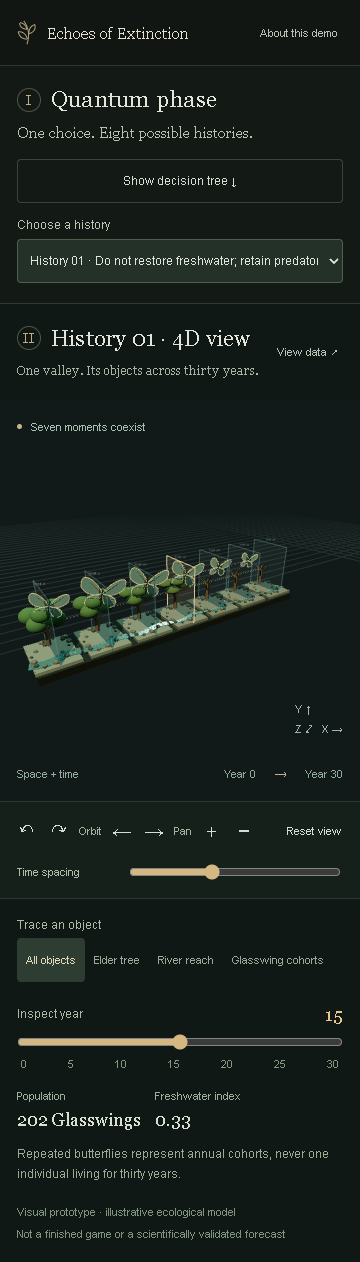 Echoes of Extinction
About this demo
I
Quantum phase
One choice. Eight possible histories.
Show decision tree ↓
Choose a history
History 01 · Do not restore freshwater; retain predator
II
History 01 · 4D view
View data ↗
One valley. Its objects across thirty years.
Seven moments coexist
Y ↑
Z ↗ X →
Space + time
Year 0 → Year 30
↶ ↷ Orbit ← → Pan + − Reset view
Time spacing
Trace an object
All objects Elder tree River reach Glasswing cohorts
Inspect year 15
0 5 10 15 20 25 30
Population Freshwater index
202 Glasswings 0.33
Repeated butterflies represent annual cohorts, never one
individual living for thirty years.
Visual prototype · illustrative ecological model
Not a finished game or a scientifically validated forecast